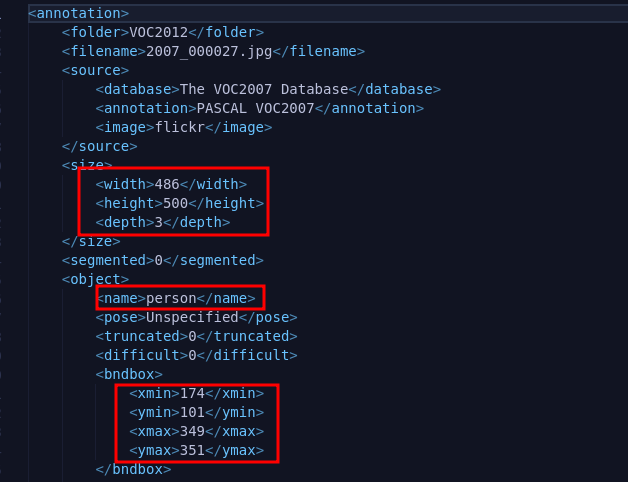 <annotation>
<folder>VOC2012</folder>
<filename>2007_000027.jpg</filename>
<source>
<database>The VOC2007 Database</database>
<annotation>PASCAL VOC2007</annotation>
<image>flickr</image>
</source>
<size>
<width>486</width>
<height>500</height>
<depth>3</depth>
</size>
<segmented>0</segmented>
<object>
<name>person</name>
<pose>Unspecified</pose>
<truncated>0</truncated>
<difficult>0</difficult>
<bndbox>
<xmin>174</xmin>
<ymin>101</ymin>
<xmax>349</xmax>
<ymax>351</ymax>
</bndbox>